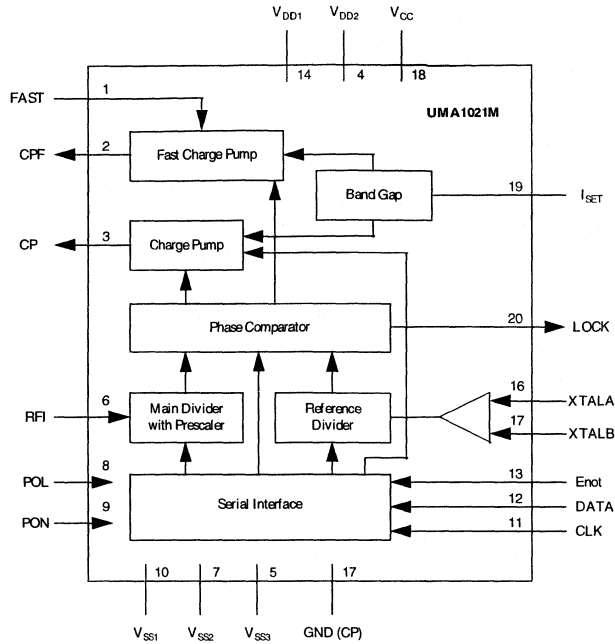 VDD1 VDD2 VCC
14 4 18
UMA1021M
FAST 1
CPF 2 Fast Charge Pump
Band Gap 19 ISET
CP 3 Charge Pump
Phase Comparator 20 LOCK
16 XTALA
RFI 6 Main Divider with Prescaler
Reference Divider
17 XTALB
POL 8
13 Enot
Serial Interface 12 DATA
PON 9
11 CLK
10 7 5 17
VSS1 VSS2 VSS3 GND (CP)